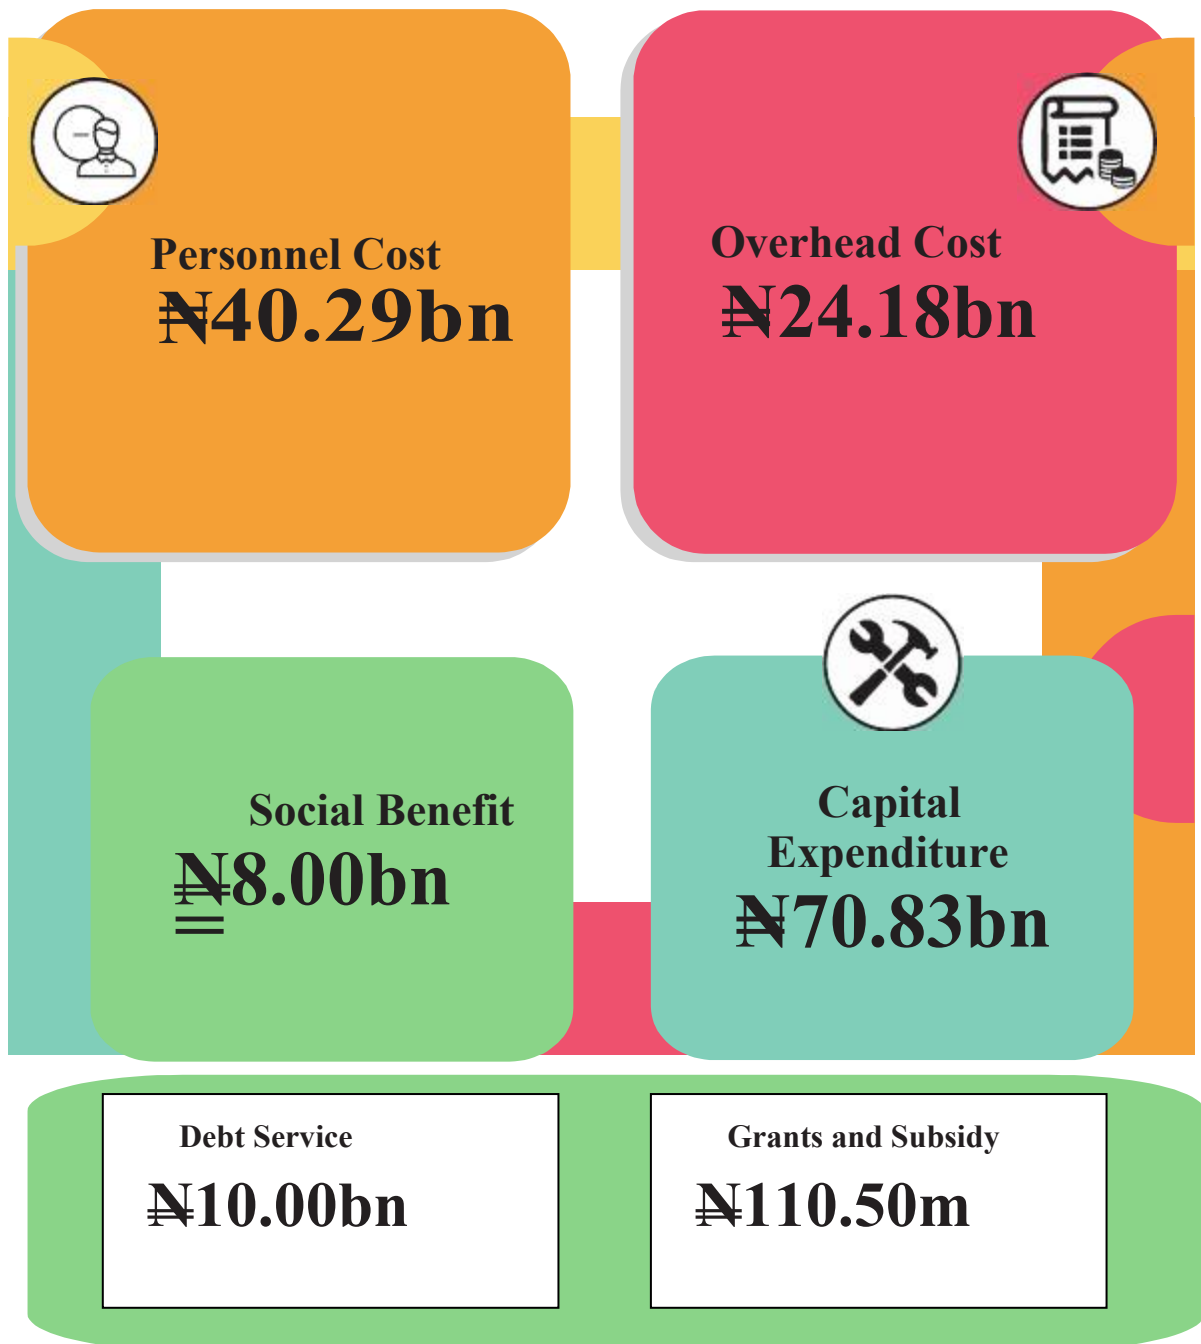 Personnel Cost
₦40.29bn
Overhead Cost
₦24.18bn
Social Benefit
₦8.00bn
Capital
Expenditure
₦70.83bn
Debt Service
₦10.00bn
Grants and Subsidy
₦110.50m